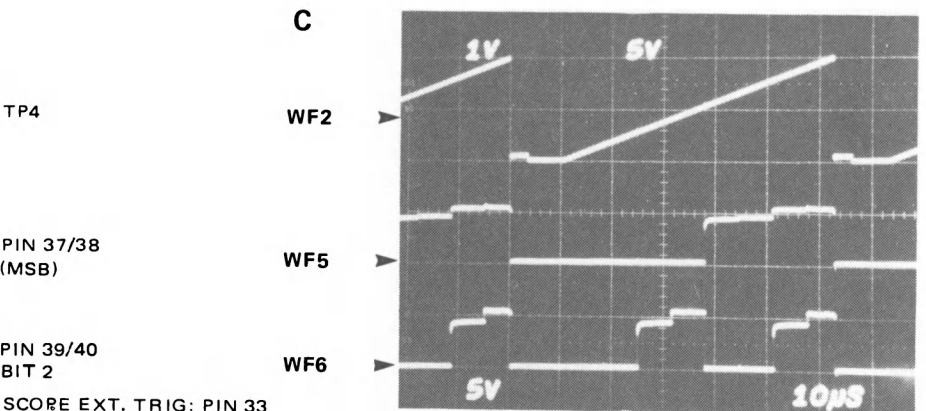 C
1V 5V
TP4 WF2
PIN 37/38
(MSB) WF5
PIN 39/40
BIT 2 WF6
5V 10µS
SCOPE EXT. TRIG: PIN 33